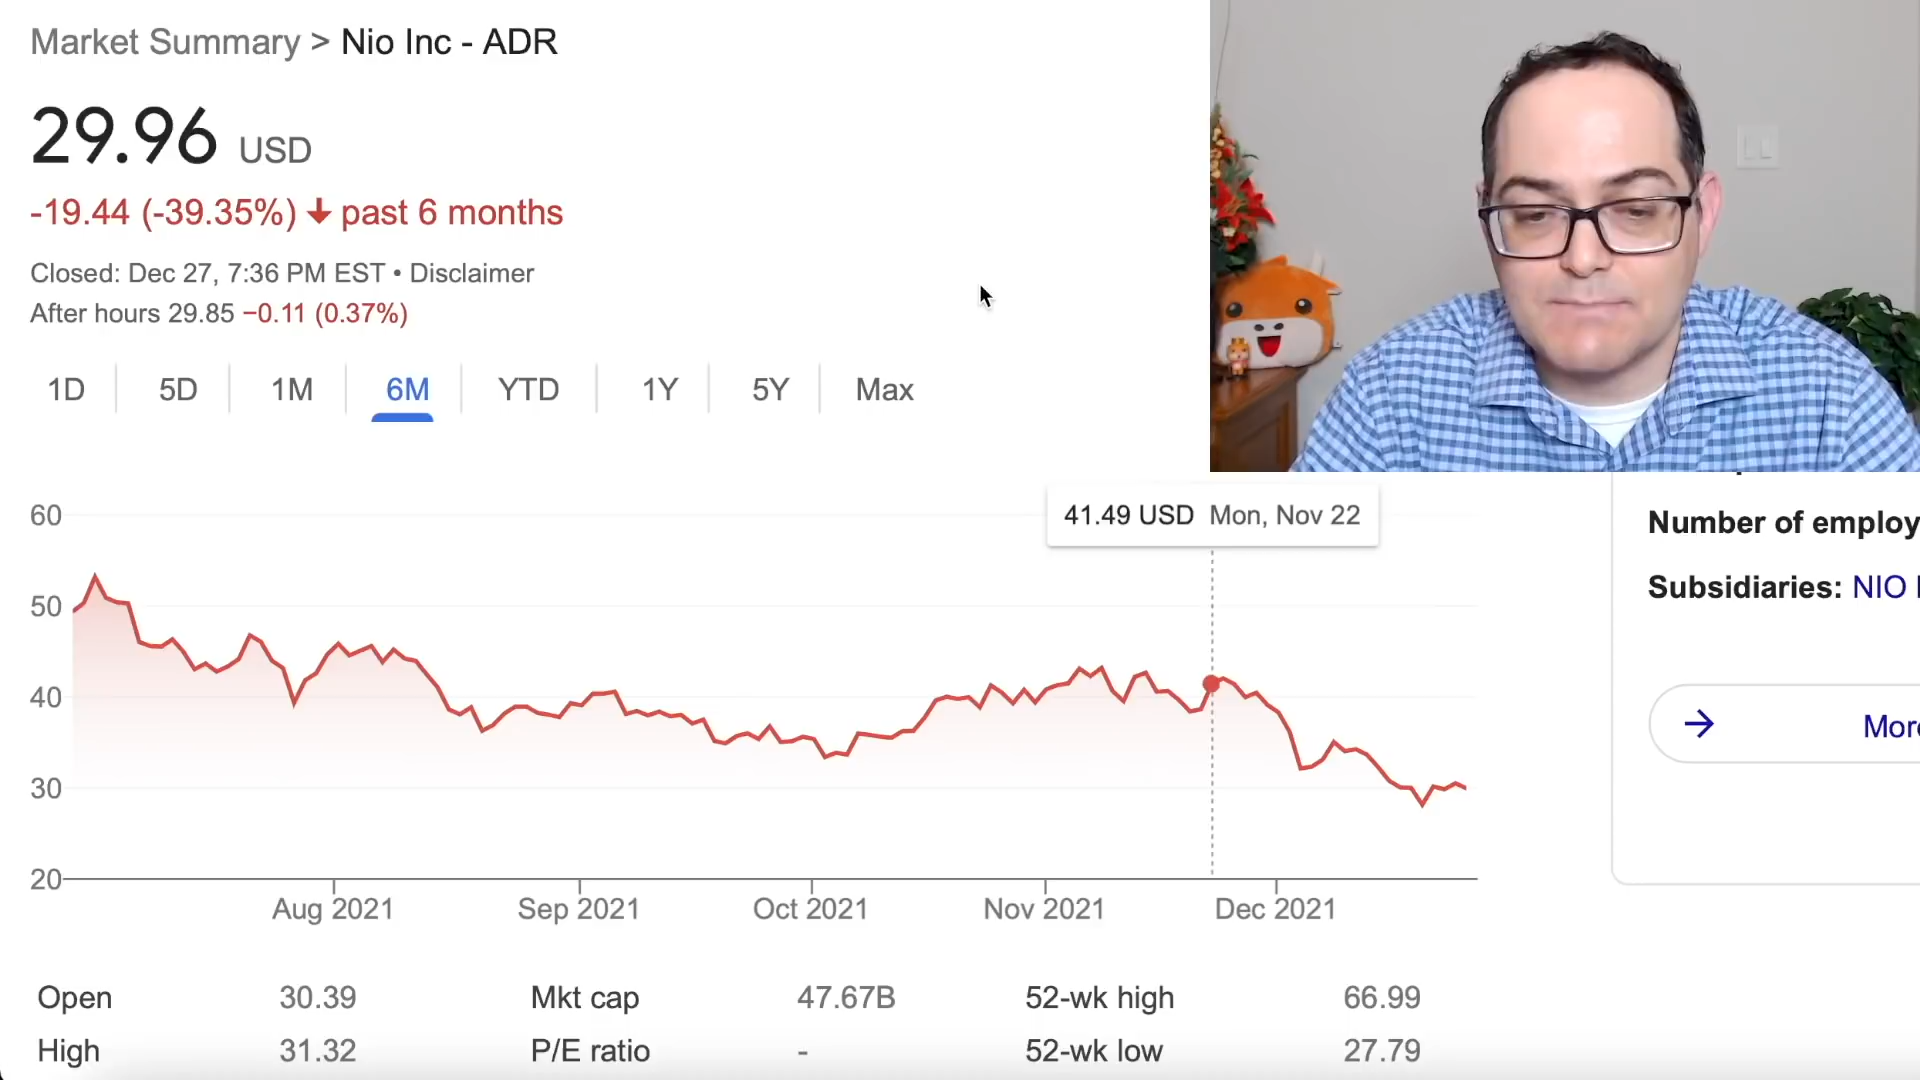 Market Summary > Nio Inc - ADR
29.96 USD
-19.44 (-39.35%) ↓ past 6 months
Closed: Dec 27, 7:36 PM EST • Disclaimer
After hours 29.85 −0.11 (0.37%)
1D 5D 1M 6M YTD 1Y 5Y Max
41.49 USD Mon, Nov 22
60
50
40
30
20
Aug 2021 Sep 2021 Oct 2021 Nov 2021 Dec 2021
Open 30.39 Mkt cap 47.67B 52-wk high 66.99
High 31.32 P/E ratio - 52-wk low 27.79
Number of employ
Subsidiaries: NIO
→ More